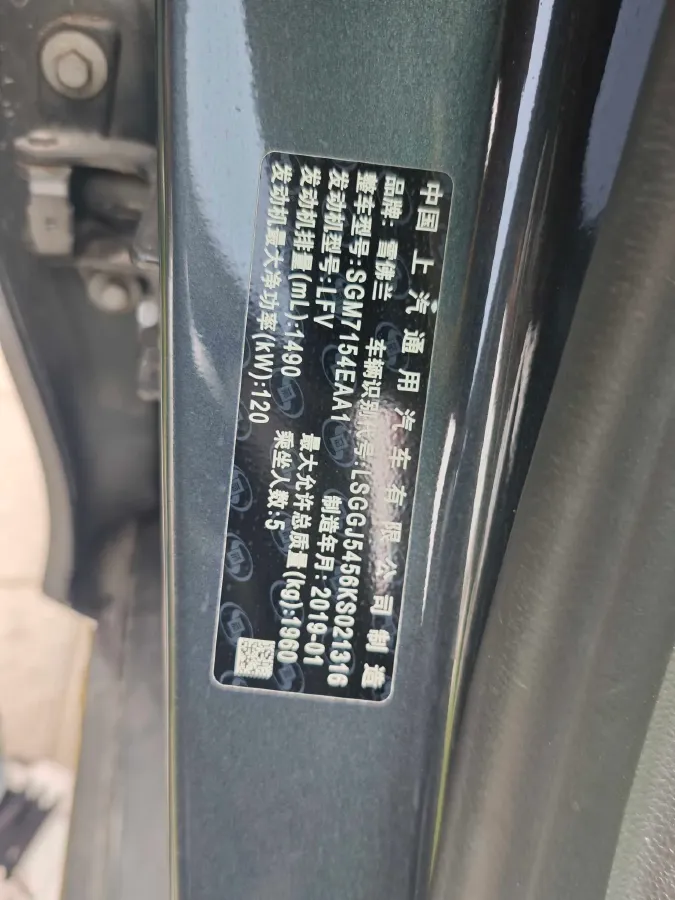 中国上汽通用汽车有限公司制造
品牌: 雪佛兰 车辆识别代号:LSGGJ5456KS021316
整车型号:SGM7154EAA1 制造年月: 2019-01
发动机型号:LFV 最大允许总质量(kg):1960
发动机排量(mL):1490 乘坐人数:5
发动机最大净功率(kW):120